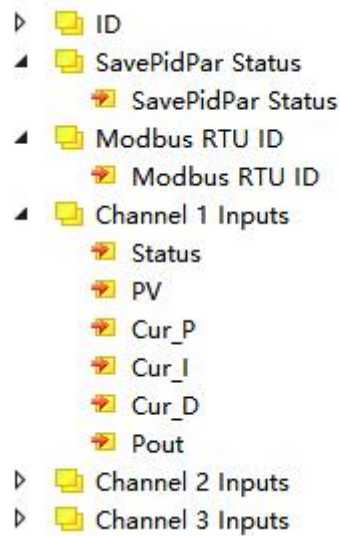 ID
SavePidPar Status
SavePidPar Status
Modbus RTU ID
Modbus RTU ID
Channel 1 Inputs
Status
PV
Cur_P
Cur_I
Cur_D
Pout
Channel 2 Inputs
Channel 3 Inputs